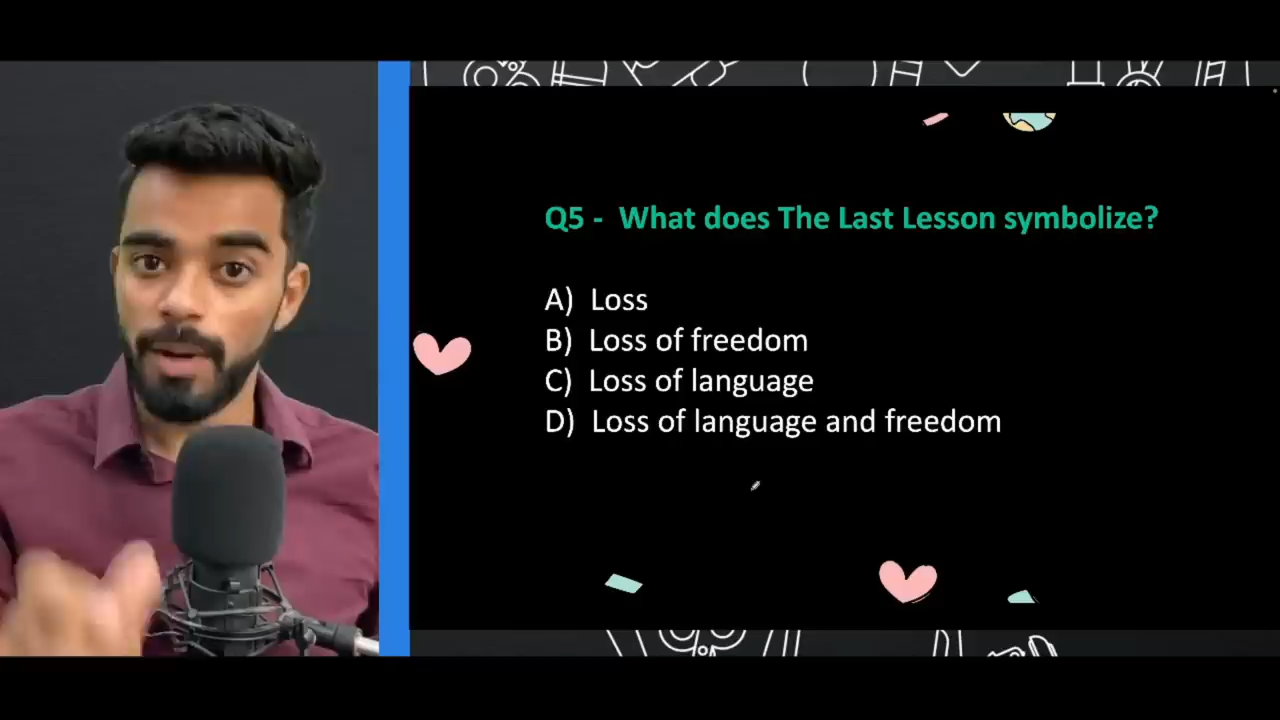 Q5 - What does The Last Lesson symbolize?
A) Loss
B) Loss of freedom
C) Loss of language
D) Loss of language and freedom